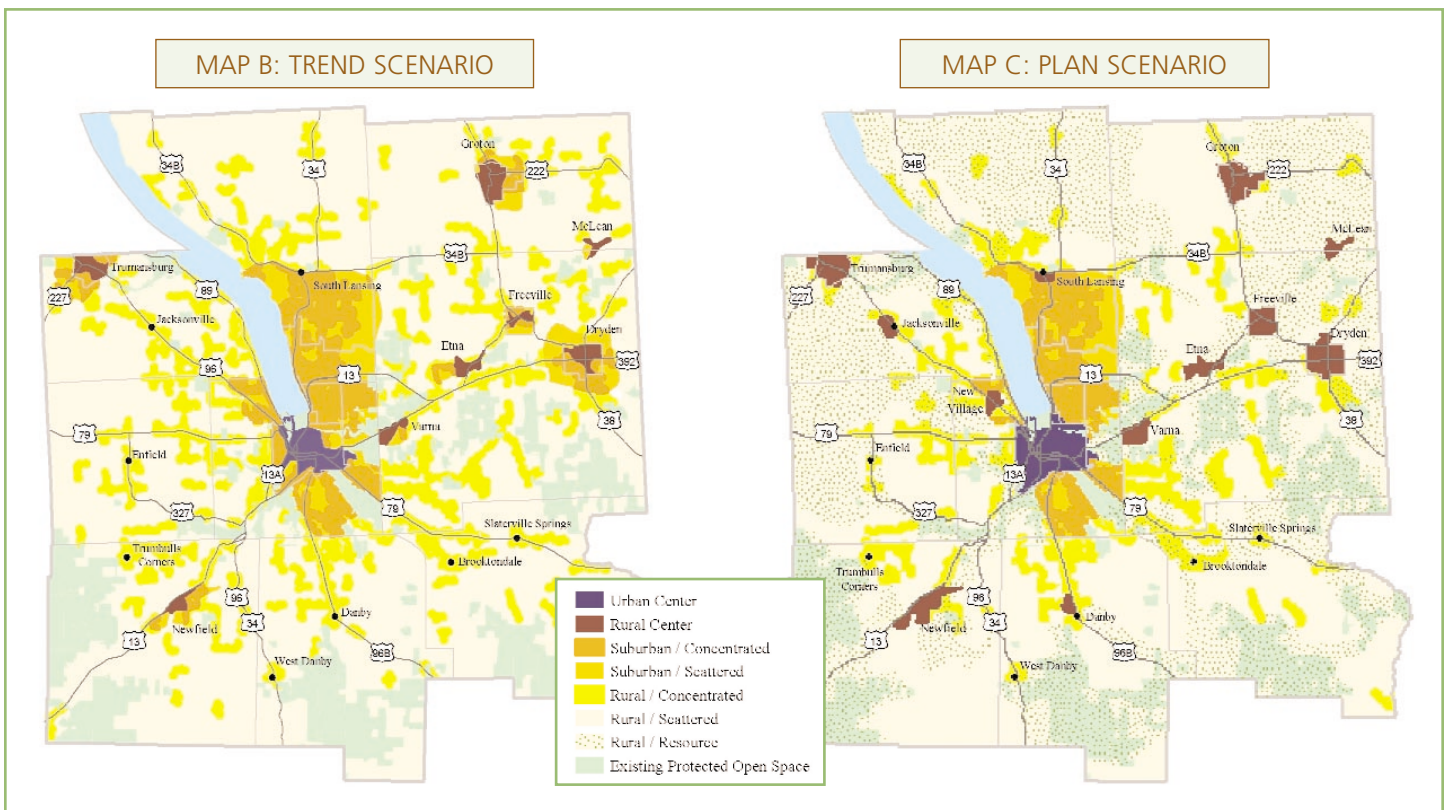 MAP B: TREND SCENARIO
34B
34
Groton
222
McLean
34B
Trumansburg
227
89
South Lansing
Freeville
Jacksonville
Dryden
Etna
392
96
13
38
79
Varna
Enfield
13A
327
79
Slaterville Springs
Trumbulls
Corners
Brooktondale
96
Danby
Newfield
34
13
96B
West Danby
MAP C: PLAN SCENARIO
34B
34
Groton
222
McLean
34B
Trumansburg
227
89
South Lansing
Freeville
Jacksonville
Dryden
Etna
392
13
New
Village
38
79
Varna
Enfield
13A
327
79
Slaterville Springs
Trumbulls
Corners
Brooktondale
96
Danby
34
Newfield
13
96B
West Danby
Urban Center
Rural Center
Suburban / Concentrated
Suburban / Scattered
Rural / Concentrated
Rural / Scattered
Rural / Resource
Existing Protected Open Space